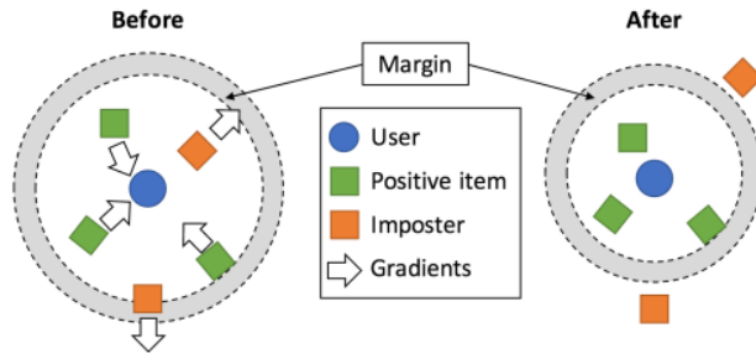 Before
After
Margin
User
Positive item
Imposter
Gradients